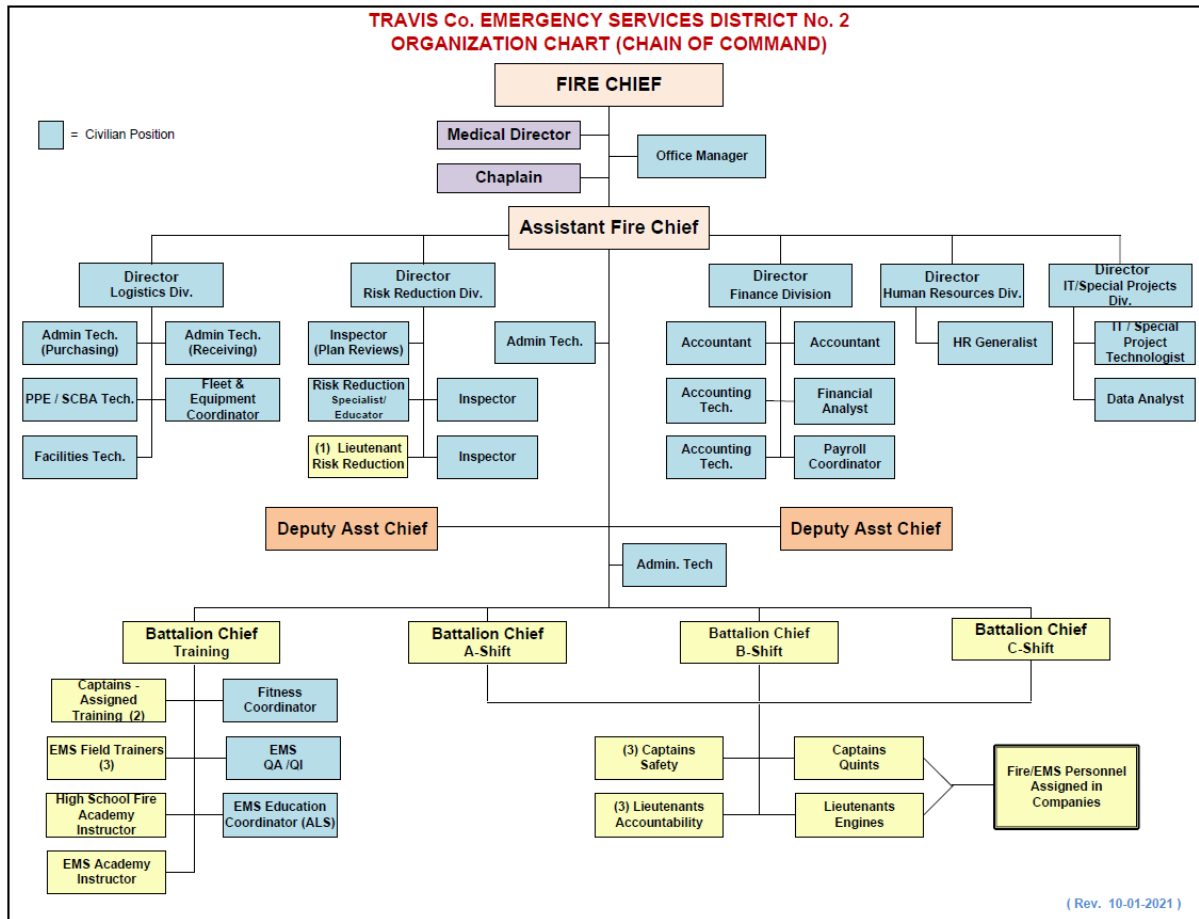 TRAVIS Co. EMERGENCY SERVICES DISTRICT No. 2
ORGANIZATION CHART (CHAIN OF COMMAND)
FIRE CHIEF
= Civilian Position
Medical Director
Office Manager
Chaplain
Assistant Fire Chief
Director
Logistics Div.
Director
Risk Reduction Div.
Director
Finance Division
Director
Human Resources Div.
Director
IT/Special Projects
Div.
Admin Tech.
(Purchasing)
Admin Tech.
(Receiving)
Inspector
(Plan Reviews)
Admin Tech.
Accountant
Accountant
HR Generalist
IT / Special
Project
Technologist
PPE / SCBA Tech.
Fleet &
Equipment
Coordinator
Risk Reduction
Specialist/
Educator
Inspector
Accounting
Tech.
Financial
Analyst
Data Analyst
Facilities Tech.
(1) Lieutenant
Risk Reduction
Inspector
Accounting
Tech.
Payroll
Coordinator
Deputy Asst Chief
Deputy Asst Chief
Admin. Tech
Battalion Chief
Training
Battalion Chief
A-Shift
Battalion Chief
B-Shift
Battalion Chief
C-Shift
Captains -
Assigned
Training (2)
Fitness
Coordinator
EMS Field Trainers
(3)
EMS
QA /QI
(3) Captains
Safety
Captains
Quints
Fire/EMS Personnel
Assigned in
Companies
High School Fire
Academy
Instructor
EMS Education
Coordinator (ALS)
(3) Lieutenants
Accountability
Lieutenants
Engines
EMS Academy
Instructor
( Rev. 10-01-2021 )